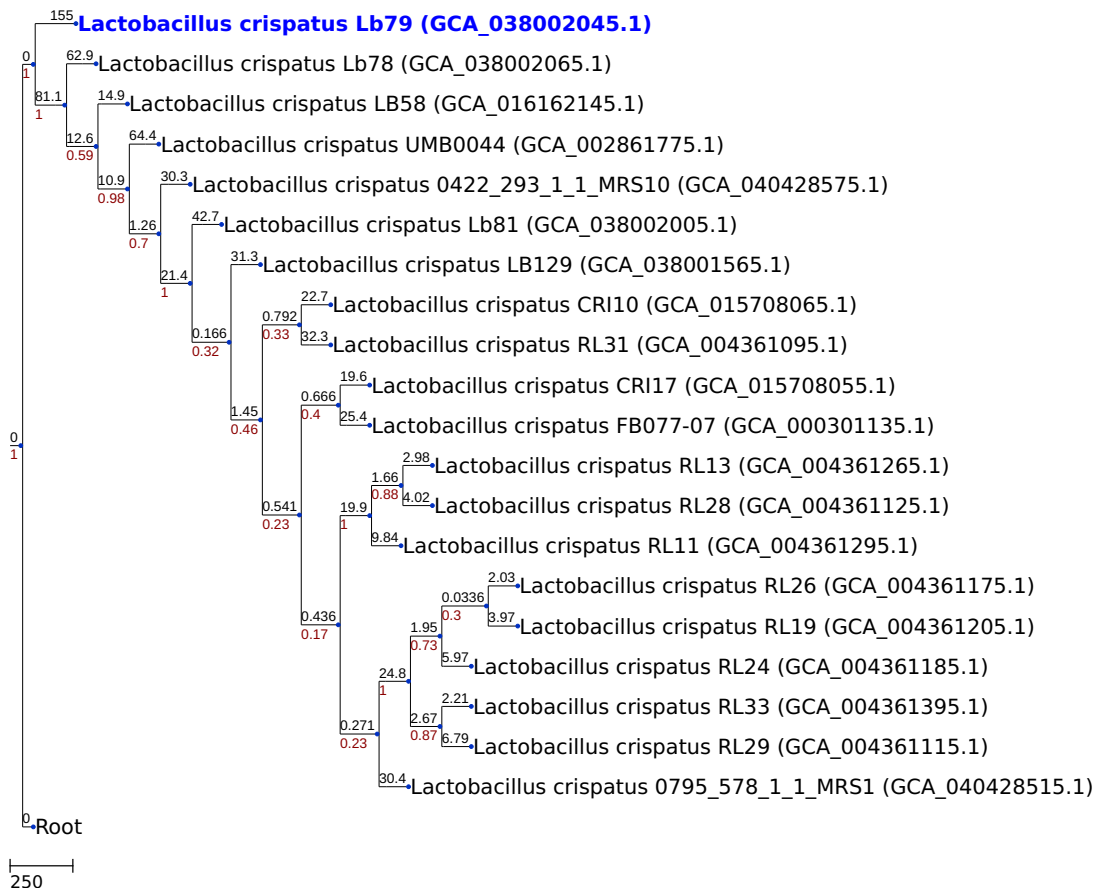 155 Lactobacillus crispatus Lb79 (GCA_038002045.1)
0 62.9 Lactobacillus crispatus Lb78 (GCA_038002065.1)
1
81.1 14.9 Lactobacillus crispatus LB58 (GCA_016162145.1)
1
12.6 64.4 Lactobacillus crispatus UMB0044 (GCA_002861775.1)
0.59
10.9 30.3 Lactobacillus crispatus 0422_293_1_1_MRS10 (GCA_040428575.1)
0.98
1.26 42.7 Lactobacillus crispatus Lb81 (GCA_038002005.1)
0.7
31.3 Lactobacillus crispatus LB129 (GCA_038001565.1)
21.4
1
22.7 Lactobacillus crispatus CRI10 (GCA_015708065.1)
0.792
0.33
0.166 32.3 Lactobacillus crispatus RL31 (GCA_004361095.1)
0.32
19.6 Lactobacillus crispatus CRI17 (GCA_015708055.1)
0.666
0.4
1.45 25.4 Lactobacillus crispatus FB077-07 (GCA_000301135.1)
0.46
0
1
2.98 Lactobacillus crispatus RL13 (GCA_004361265.1)
1.66
0.88
4.02 Lactobacillus crispatus RL28 (GCA_004361125.1)
0.541 19.9
0.23 1
9.84 Lactobacillus crispatus RL11 (GCA_004361295.1)
2.03 Lactobacillus crispatus RL26 (GCA_004361175.1)
0.0336
0.3
0.436 3.97 Lactobacillus crispatus RL19 (GCA_004361205.1)
0.17
1.95
0.73
5.97 Lactobacillus crispatus RL24 (GCA_004361185.1)
24.8
1
2.21 Lactobacillus crispatus RL33 (GCA_004361395.1)
2.67
0.87
0.271
0.23
6.79 Lactobacillus crispatus RL29 (GCA_004361115.1)
30.4 Lactobacillus crispatus 0795_578_1_1_MRS1 (GCA_040428515.1)
0 Root
250